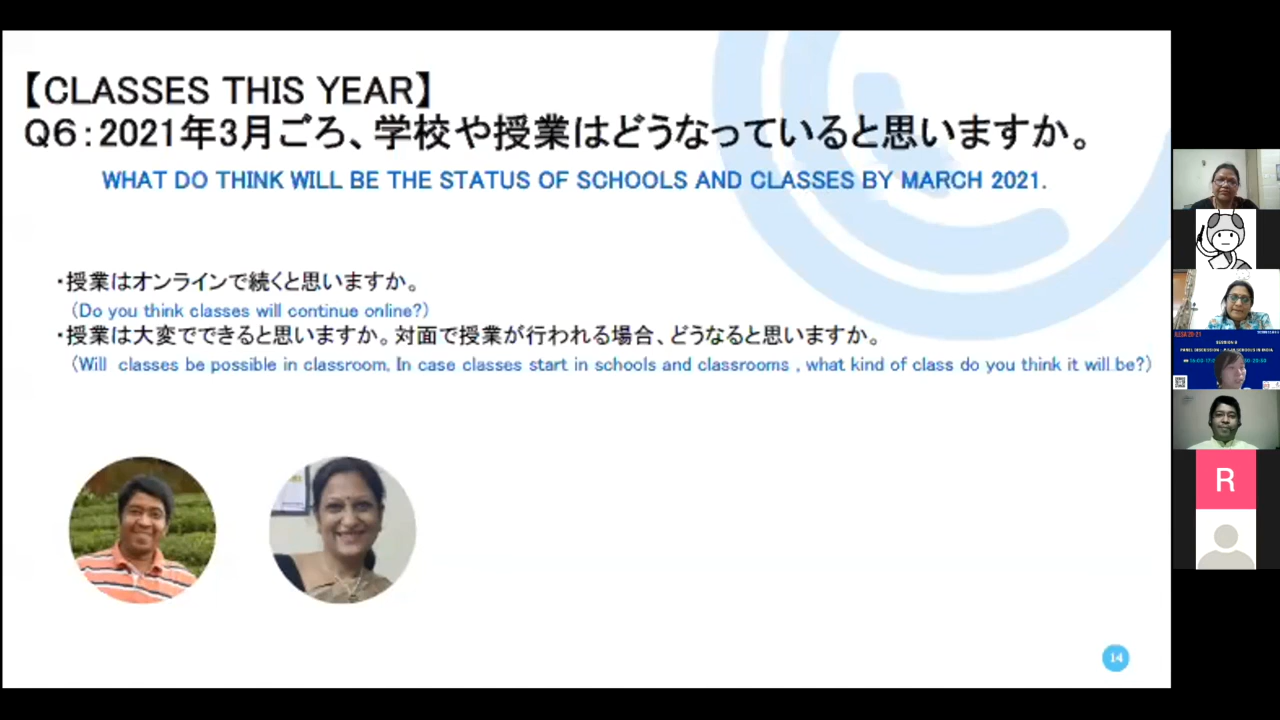 【CLASSES THIS YEAR】
Q6:2021年3月ごろ、学校や授業はどうなっていると思いますか。
WHAT DO THINK WILL BE THE STATUS OF SCHOOLS AND CLASSES BY MARCH 2021.
・授業はオンラインで続くと思いますか。
(Do you think classes will continue online?)
・授業は大変でできると思いますか。対面で授業が行われる場合、どうなると思いますか。
(Will classes be possible in classroom, In case classes start in schools and classrooms , what kind of class do you think it will be?)
14
SESSION 6
R